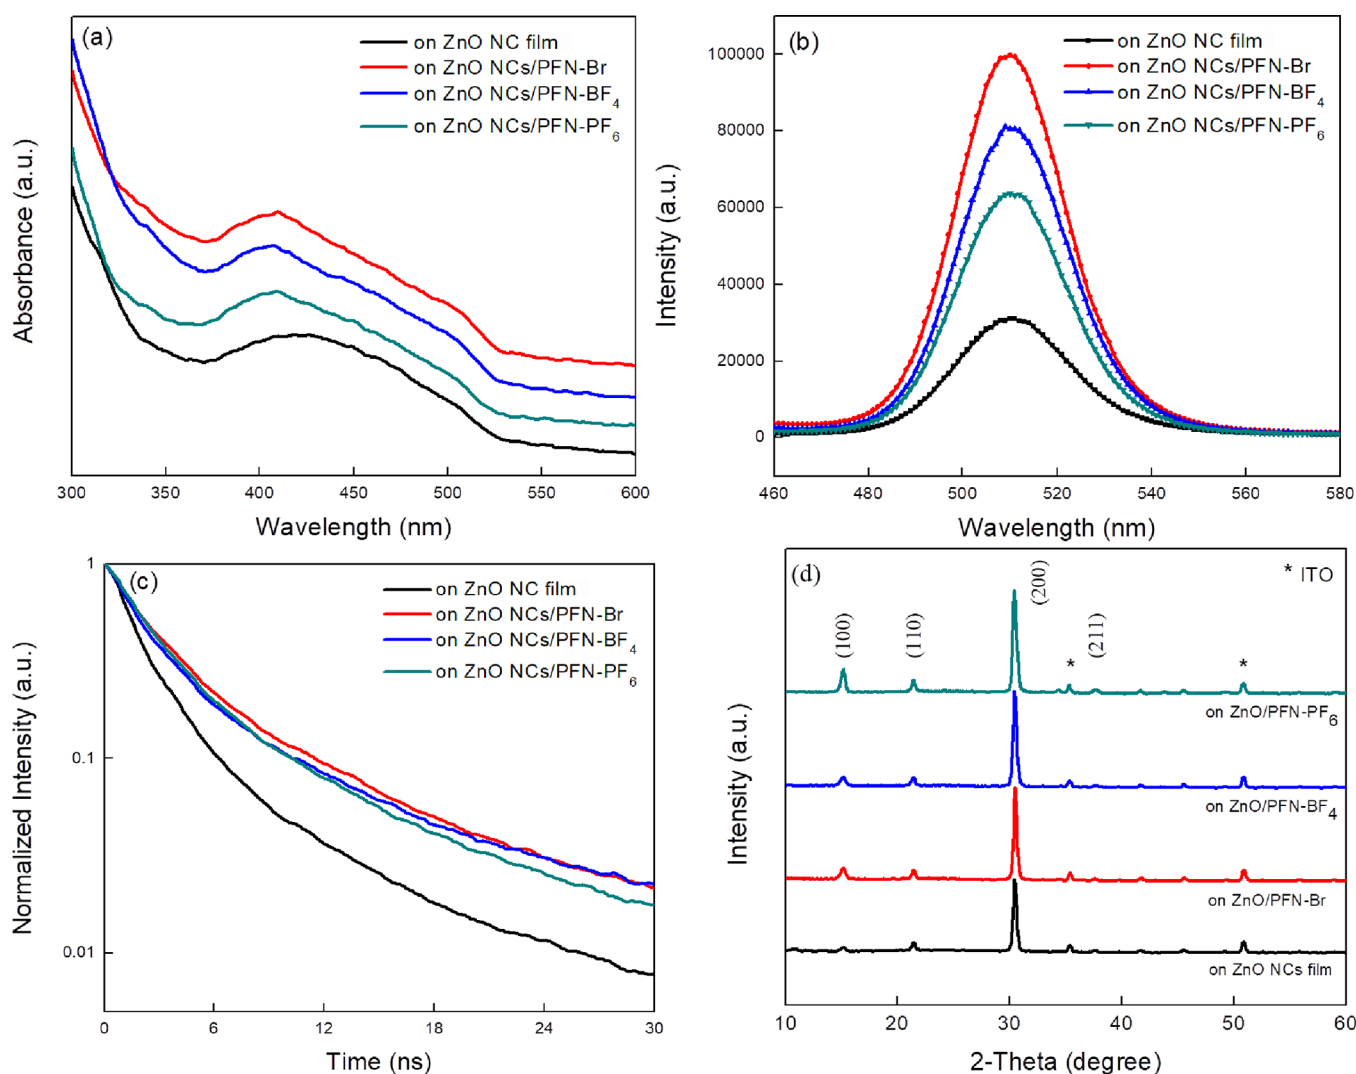 (a)
on ZnO NC film
on ZnO NCs/PFN-Br
on ZnO NCs/PFN-BF4
on ZnO NCs/PFN-PF6
Absorbance (a.u.)
300 350 400 450 500 550 600
Wavelength (nm)
(b)
on ZnO NC film
on ZnO NCs/PFN-Br
on ZnO NCs/PFN-BF4
on ZnO NCs/PFN-PF6
Intensity (a.u.)
100000
80000
60000
40000
20000
0
460 480 500 520 540 560 580
Wavelength (nm)
(c)
on ZnO NC film
on ZnO NCs/PFN-Br
on ZnO NCs/PFN-BF4
on ZnO NCs/PFN-PF6
Normalized Intensity (a.u.)
1
0.1
0.01
0 6 12 18 24 30
Time (ns)
(d)
* ITO
(100)
(110)
(200)
*
(211)
*
on ZnO/PFN-PF6
on ZnO/PFN-BF4
on ZnO/PFN-Br
on ZnO NCs film
Intensity (a.u.)
10 20 30 40 50 60
2-Theta (degree)